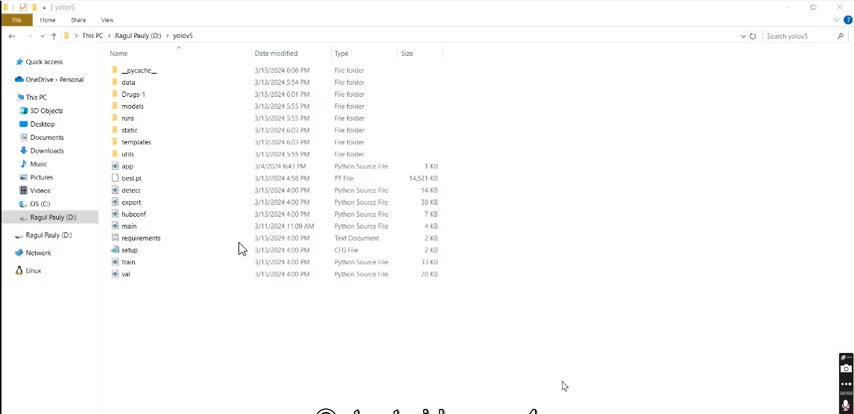 yolov5
File Home Share View
This PC Ragul Pauly (D:) yolov5 Search yolov5
Name Date modified Type Size
Quick access
OneDrive - Personal
This PC
3D Objects
Desktop
Documents
Downloads
Music
Pictures
Videos
OS (C:)
Ragul Pauly (D:)
Ragul Pauly (D:)
Network
Linux
__pycache__ 3/13/2024 6:06 PM File folder
data 3/13/2024 5:54 PM File folder
Drugs-1 3/13/2024 6:01 PM File folder
models 3/13/2024 5:55 PM File folder
runs 3/13/2024 5:55 PM File folder
static 3/13/2024 6:03 PM File folder
templates 3/13/2024 6:03 PM File folder
utils 3/13/2024 5:55 PM File folder
app 3/4/2024 6:43 PM Python Source File 1 KB
best.pt 3/13/2024 4:58 PM PT File 14,521 KB
detect 3/13/2024 4:00 PM Python Source File 14 KB
export 3/13/2024 4:00 PM Python Source File 30 KB
hubconf 3/13/2024 4:00 PM Python Source File 7 KB
main 3/11/2024 11:09 AM Python Source File 4 KB
requirements 3/13/2024 4:00 PM Text Document 2 KB
setup 3/13/2024 4:00 PM CFG File 2 KB
train 3/13/2024 4:00 PM Python Source File 33 KB
val 3/13/2024 4:00 PM Python Source File 20 KB
00:00